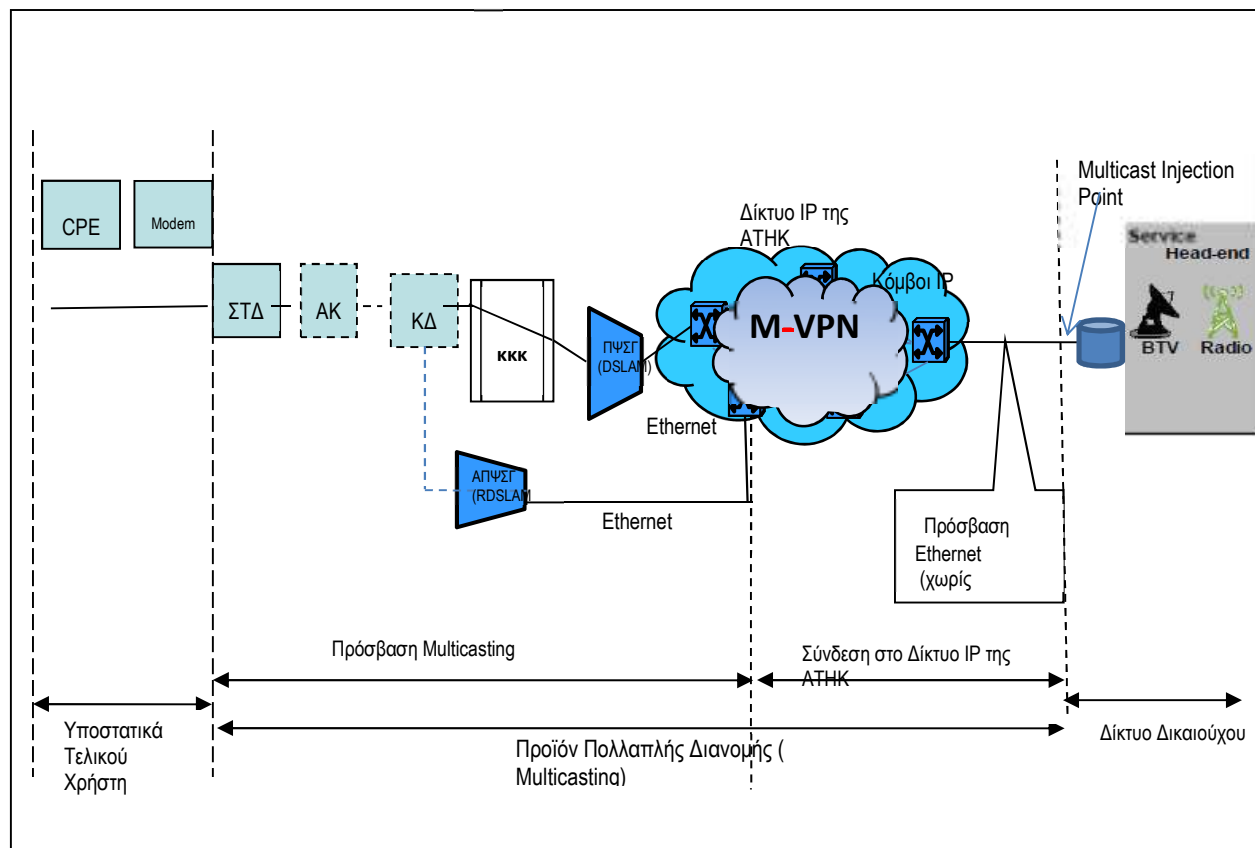 Multicast Injection
Point
CPE
Modem
Δίκτυο IP της
ΑΤΗΚ
Service
Head-end
Κόμβοι IP
ΣΤΔ
ΑΚ
ΚΔ
M-VPN
κκκ
ΠΨΣΓ
(DSLAM)
BTV
Radio
Ethernet
ΑΠΨΣΓ
(RDSLAM
Ethernet
Πρόσβαση
Ethernet
(χωρίς
Πρόσβαση Multicasting
Σύνδεση στο Δίκτυο IP της
ΑΤΗΚ
Υποστατικά
Τελικού
Χρήστη
Προϊόν Πολλαπλής Διανομής (
Multicasting)
Δίκτυο Δικαιούχου